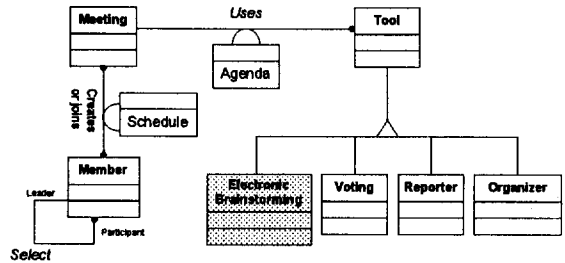 Uses
Meeting
Tool
Agenda
Creates
or joins
Schedule
Member
Leader
Participant
Select
Electronic
Brainstorming
Voting
Reporter
Organizer